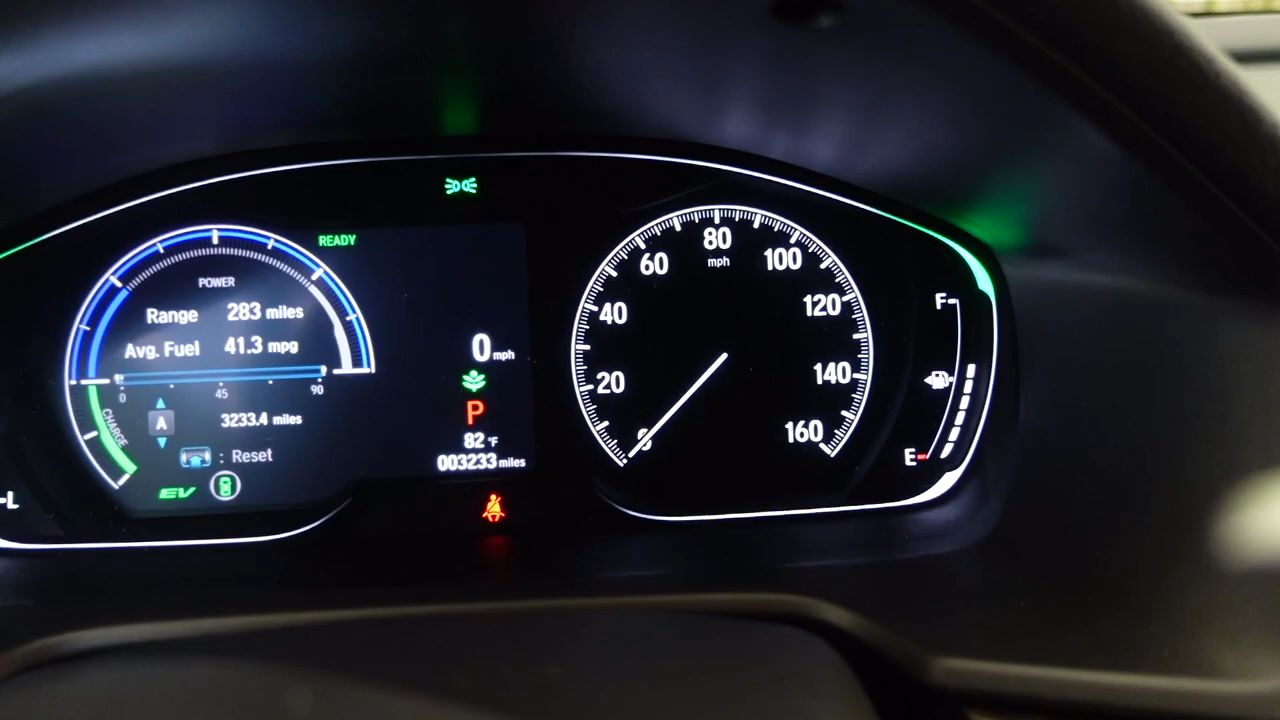 READY
POWER
Range 283 miles
Avg. Fuel 41.3 mpg
0 45 90
CHARGE
A 3233.4 miles
: Reset
EV
-L
0 mph
P
82 °F
003233 miles
0 20 40 60 80 100 120 140 160
mph
F
E